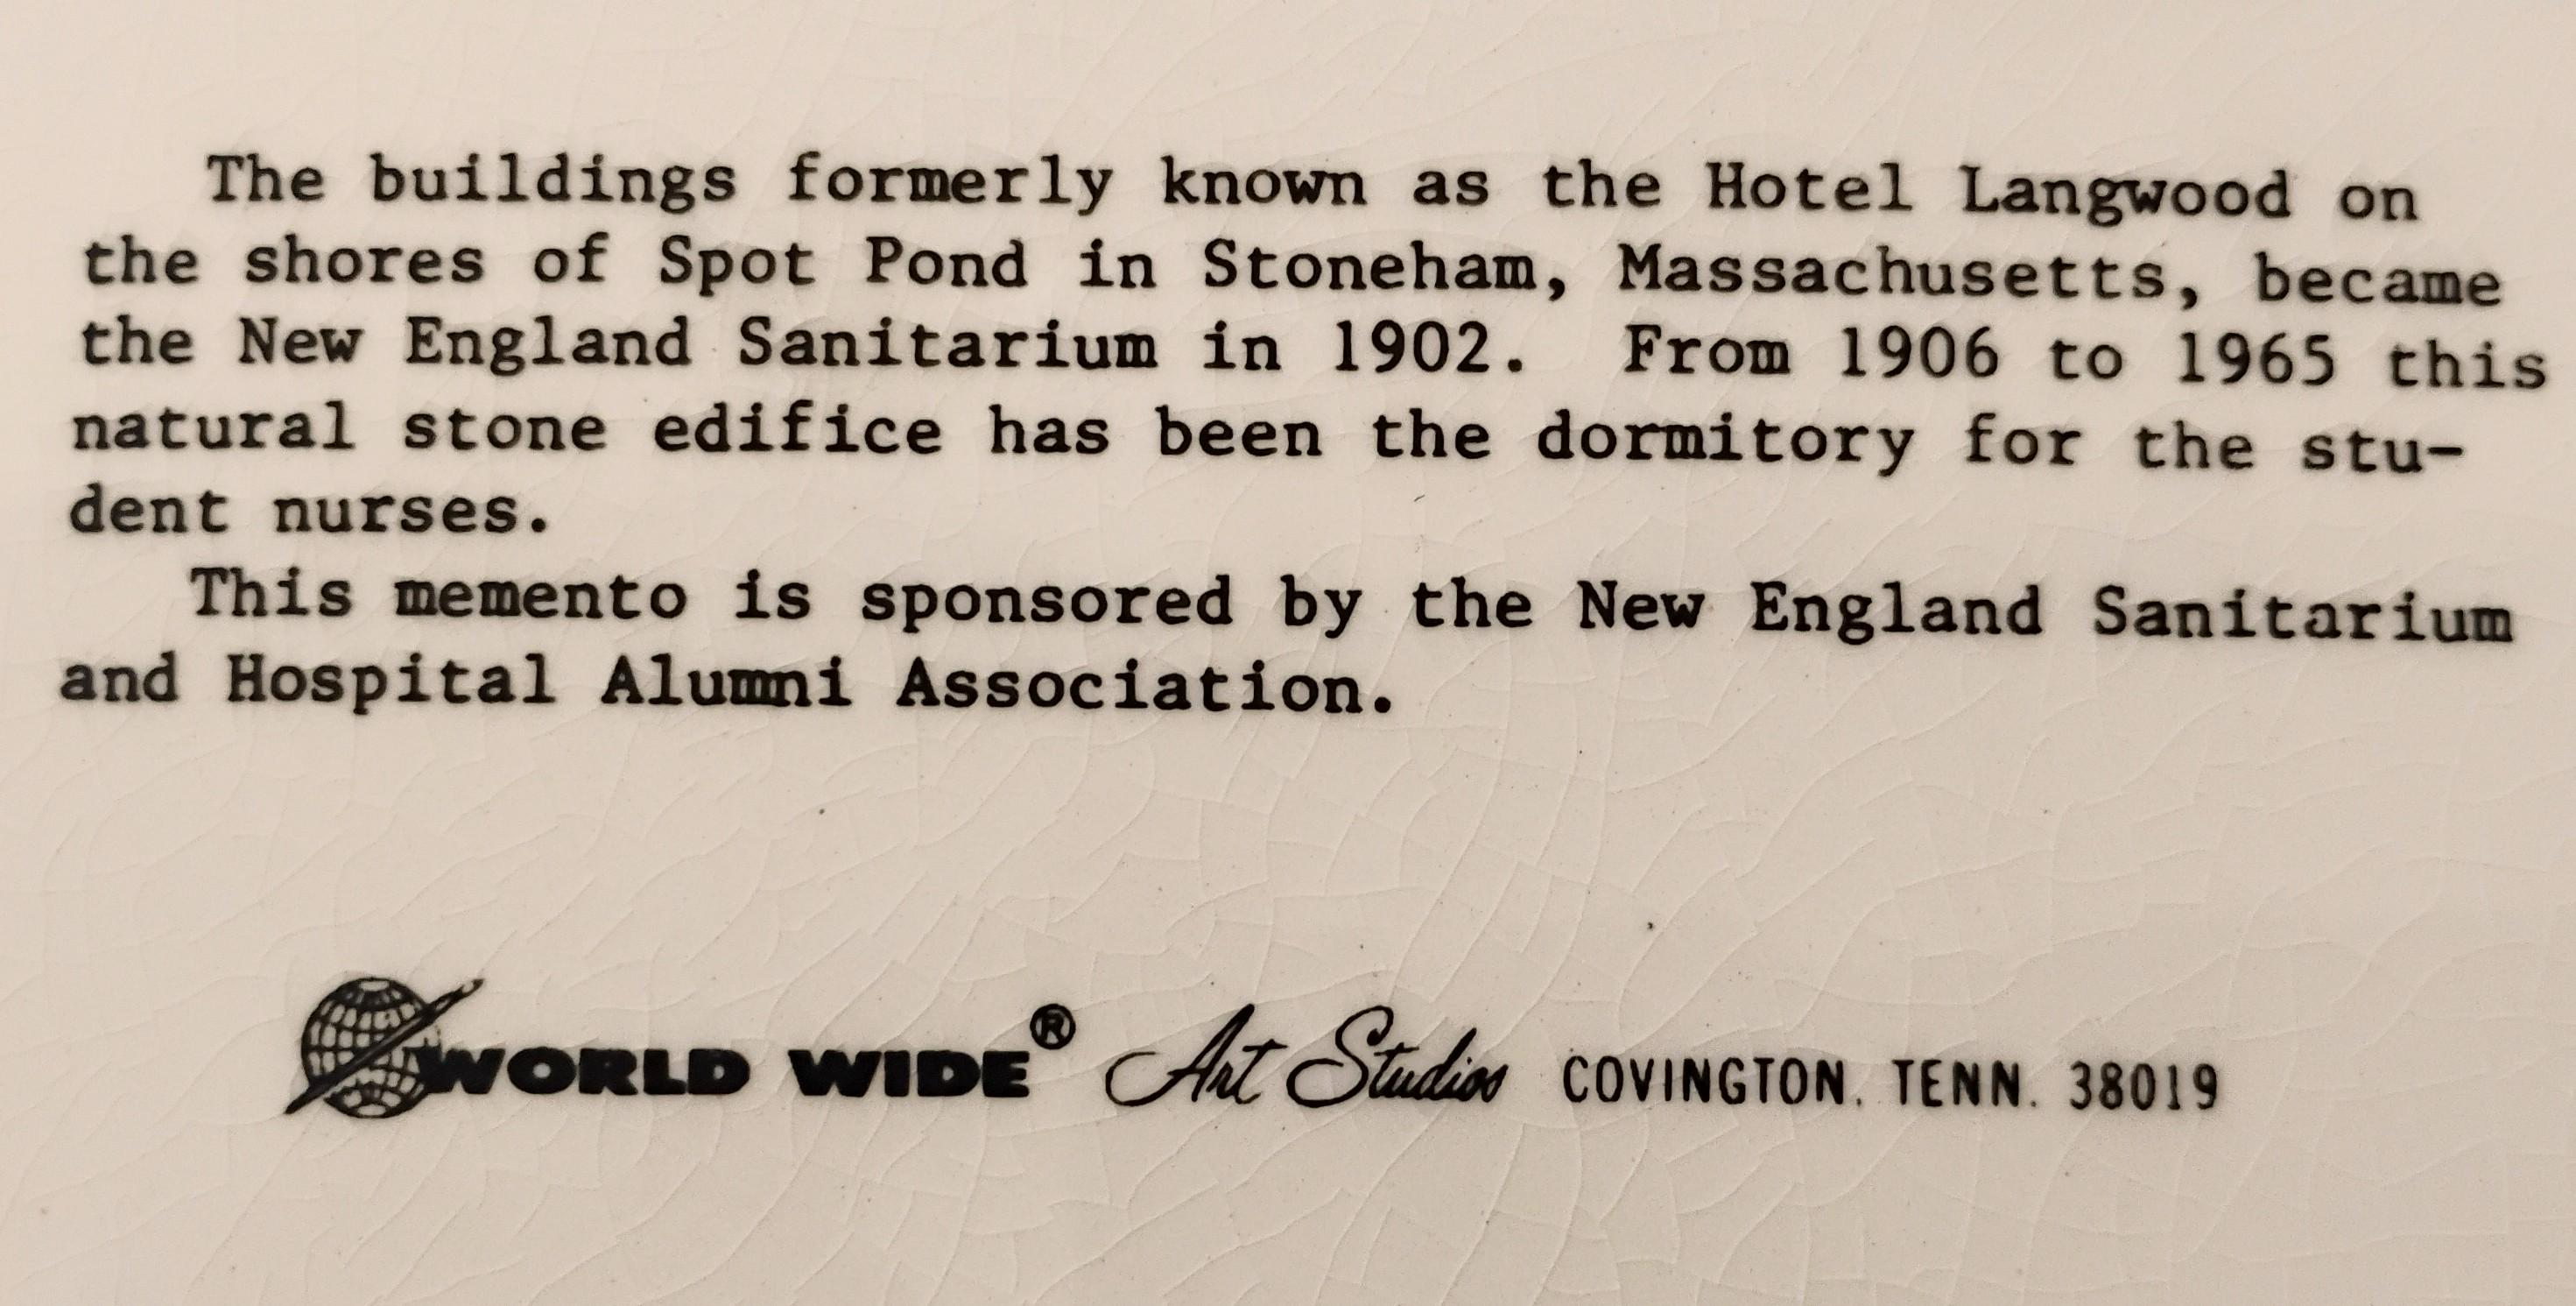 The buildings formerly known as the Hotel Langwood on
the shores of Spot Pond in Stoneham, Massachusetts, became
the New England Sanitarium in 1902. From 1906 to 1965 this
natural stone edifice has been the dormitory for the stu-
dent nurses.
This memento is sponsored by the New England Sanitarium
and Hospital Alumni Association.
WORLD WIDE® Art Studios COVINGTON, TENN. 38019